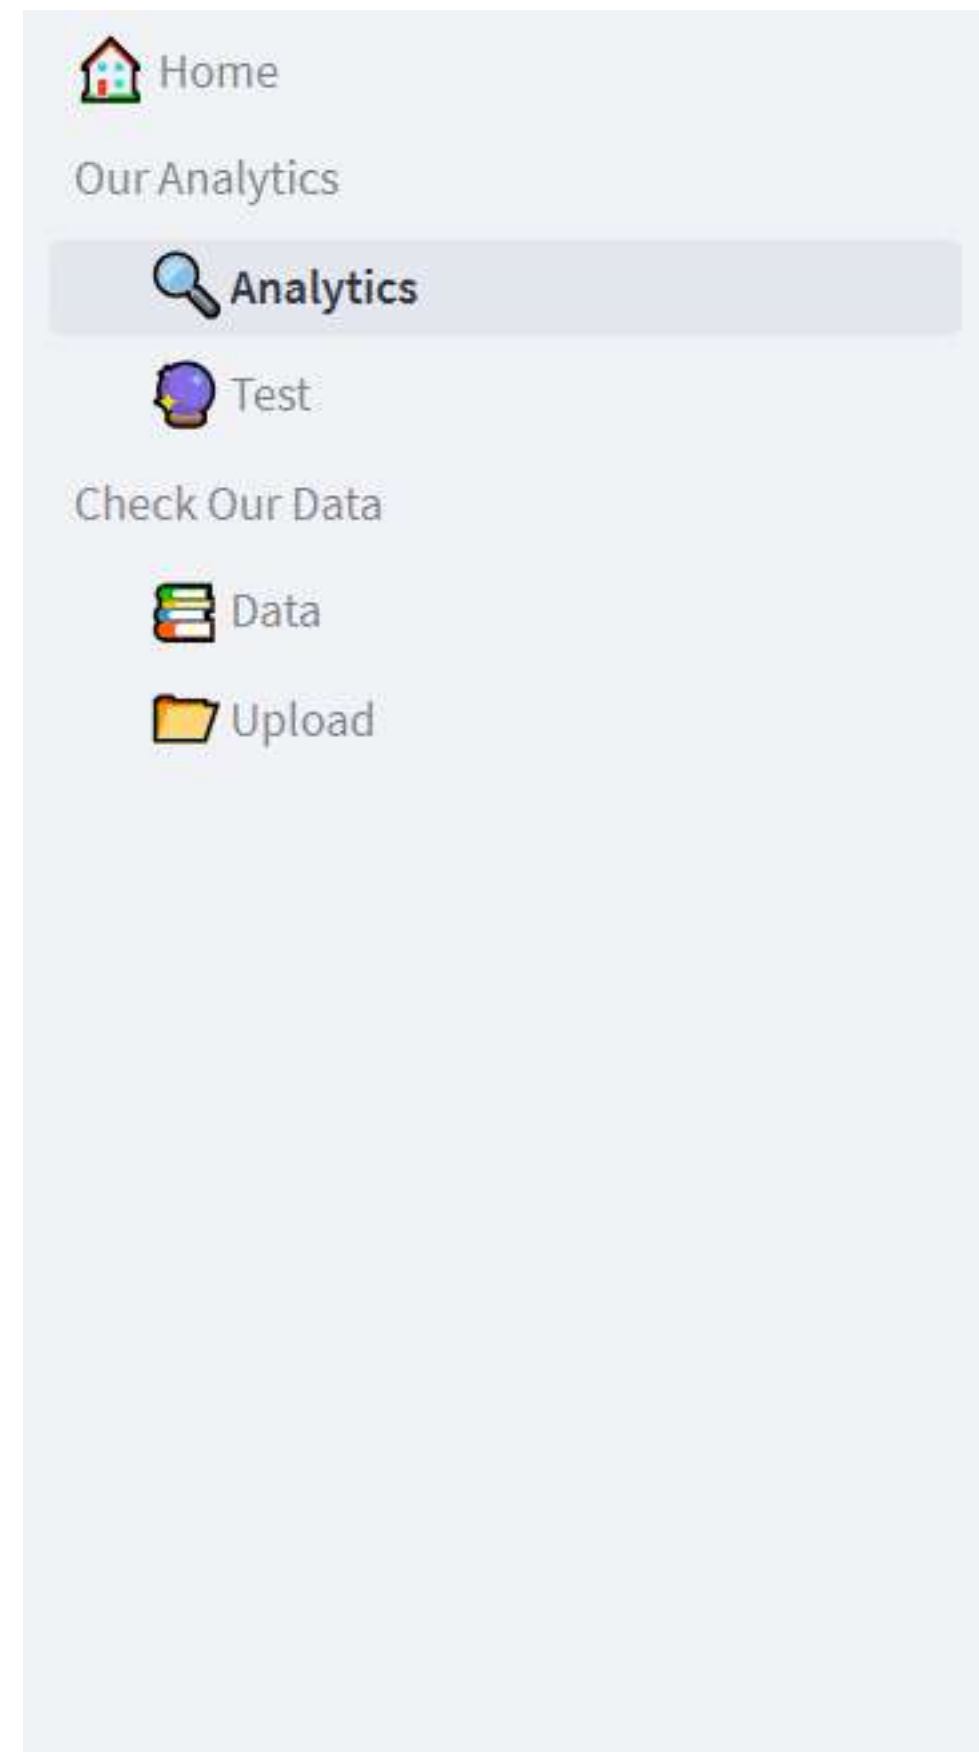 Home
Our Analytics
Analytics
Test
Check Our Data
Data
Upload